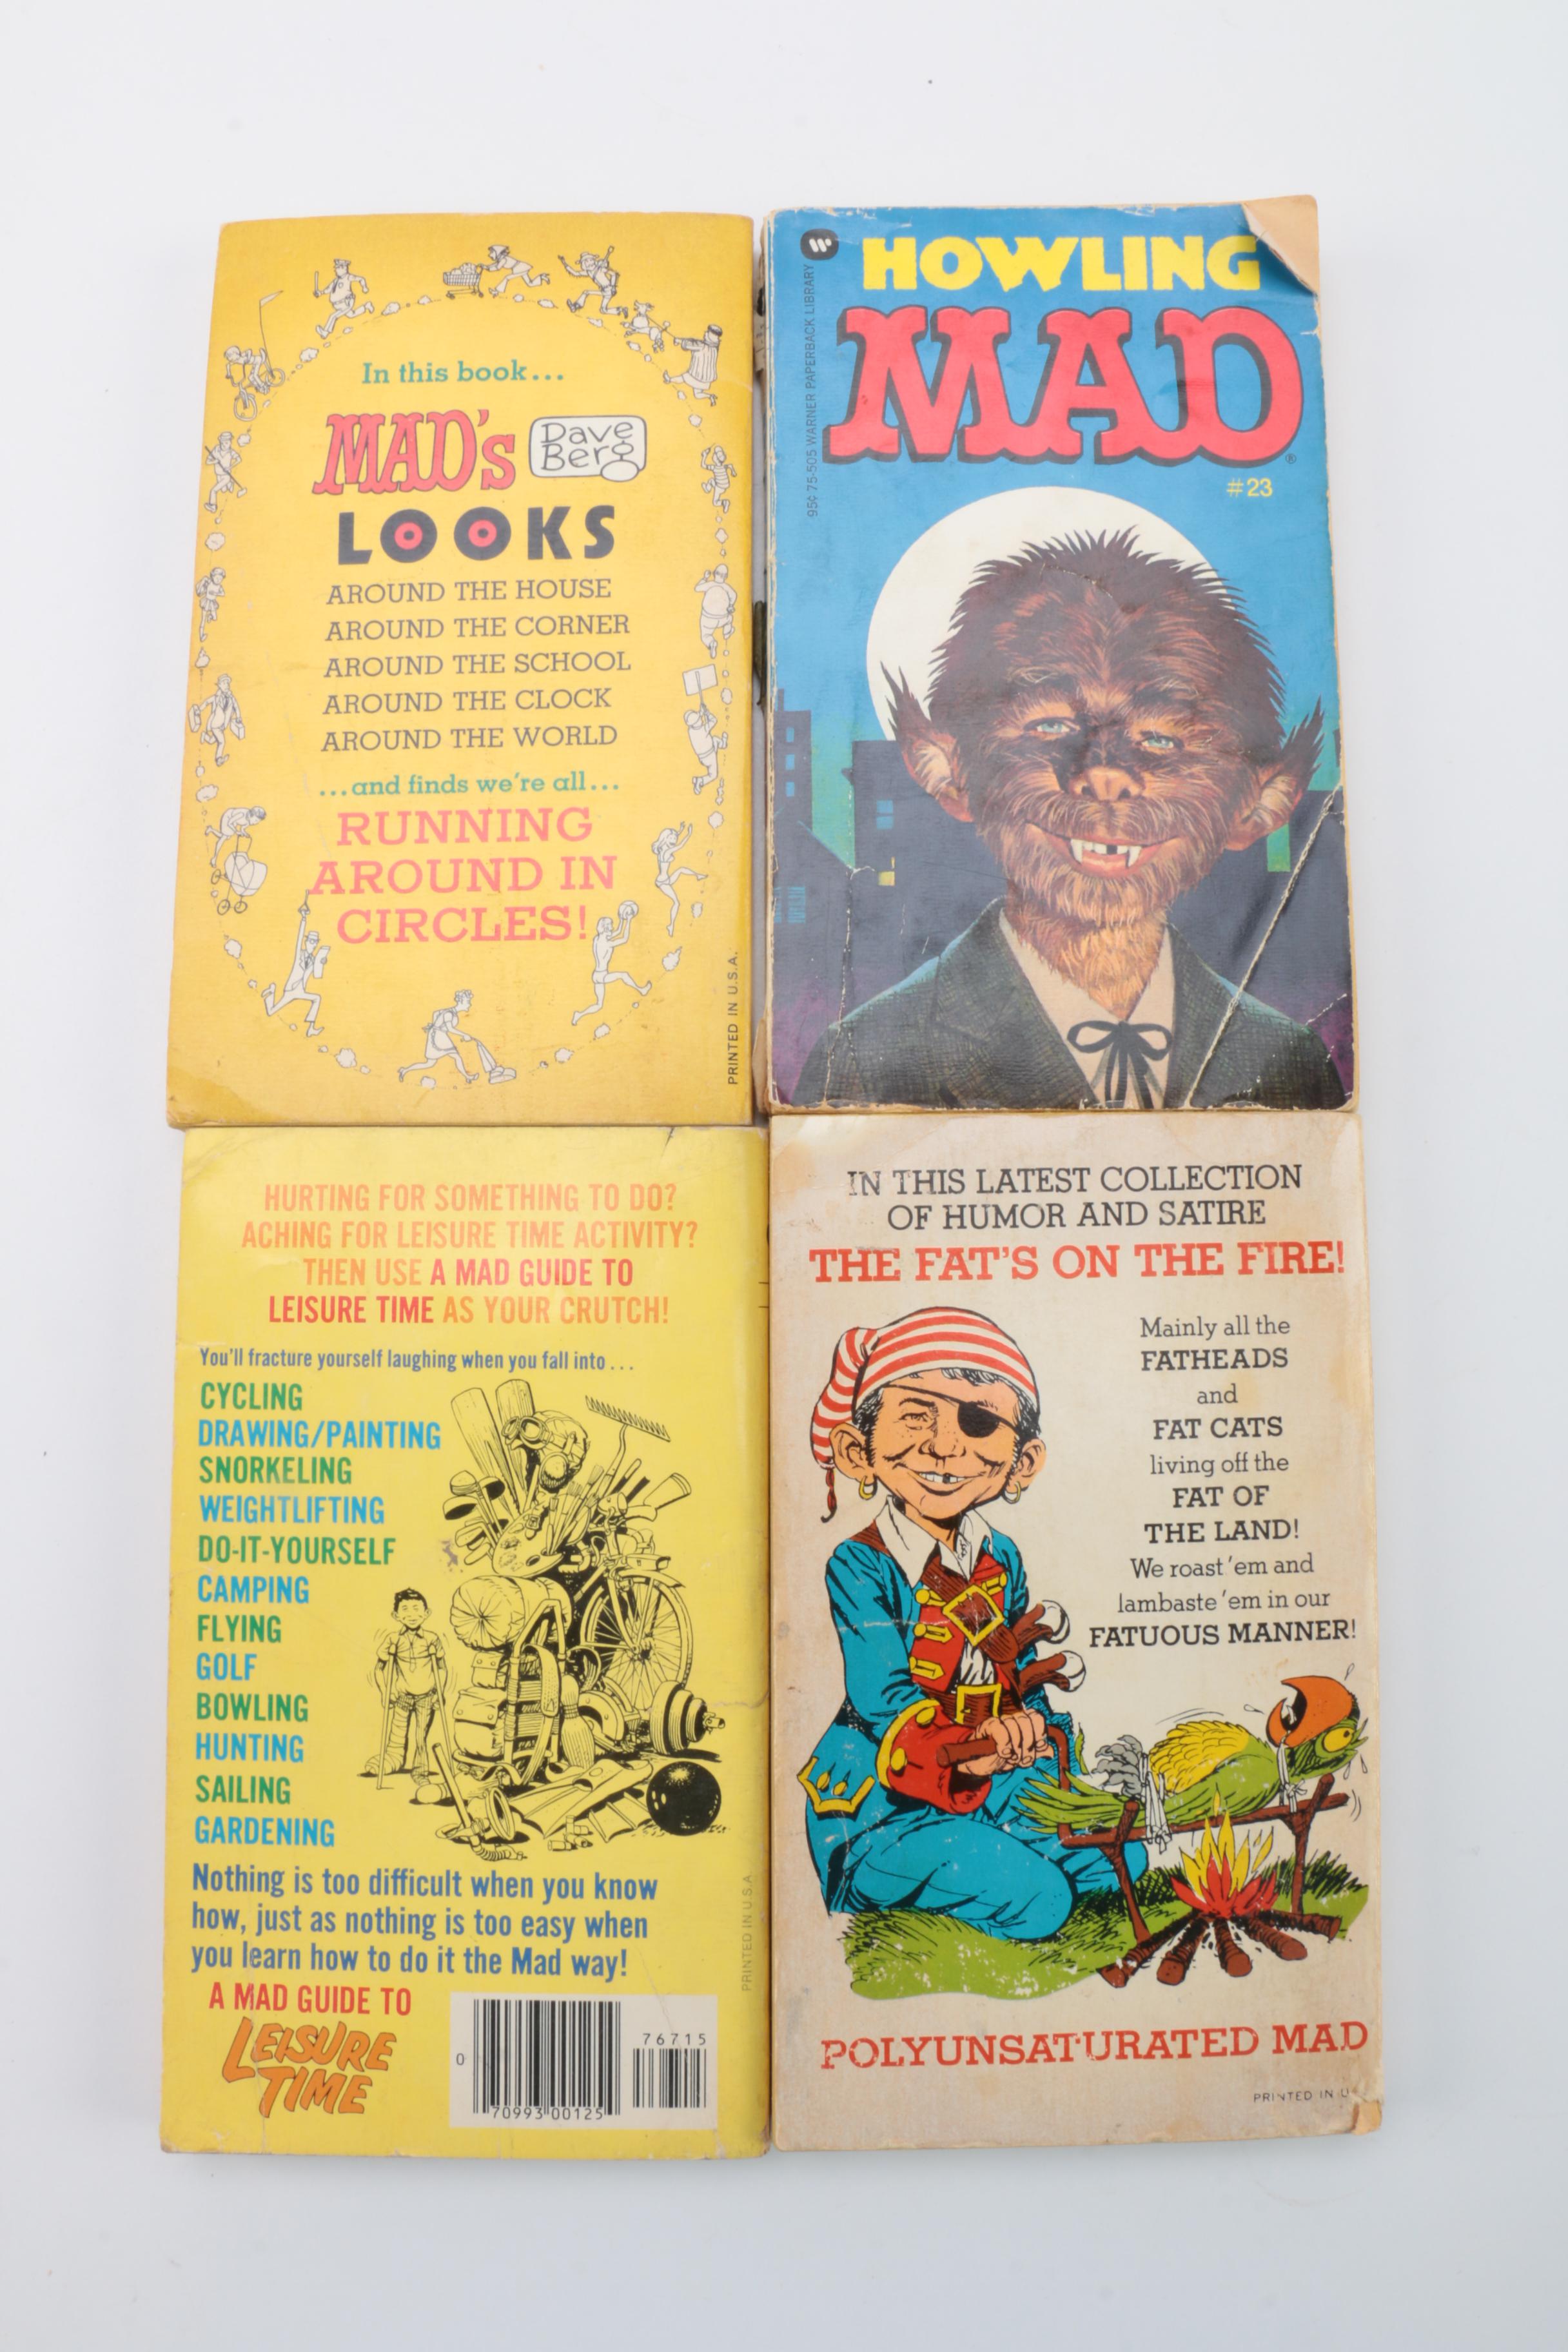 In this book...
MAD's Dave
Berg
LOOKS
AROUND THE HOUSE
AROUND THE CORNER
AROUND THE SCHOOL
AROUND THE CLOCK
AROUND THE WORLD
...and finds we're all...
RUNNING
AROUND IN
CIRCLES!
PRINTED IN U.S.A.
W
HOWLING
MAD®
#23
95¢ 75-505 WARNER PAPERBACK LIBRARY
HURTING FOR SOMETHING TO DO?
ACHING FOR LEISURE TIME ACTIVITY?
THEN USE A MAD GUIDE TO
LEISURE TIME AS YOUR CRUTCH!
You'll fracture yourself laughing when you fall into...
CYCLING
DRAWING/PAINTING
SNORKELING
WEIGHTLIFTING
DO-IT-YOURSELF
CAMPING
FLYING
GOLF
BOWLING
HUNTING
SAILING
GARDENING
Nothing is too difficult when you know
how, just as nothing is too easy when
you learn how to do it the Mad way!
A MAD GUIDE TO
LEISURE
TIME
0 70993 00125
76715
PRINTED IN U.S.A
IN THIS LATEST COLLECTION
OF HUMOR AND SATIRE
THE FAT'S ON THE FIRE!
Mainly all the
FATHEADS
and
FAT CATS
living off the
FAT OF
THE LAND!
We roast 'em and
lambaste 'em in our
FATUOUS MANNER!
POLYUNSATURATED MAD
PRINTED IN U